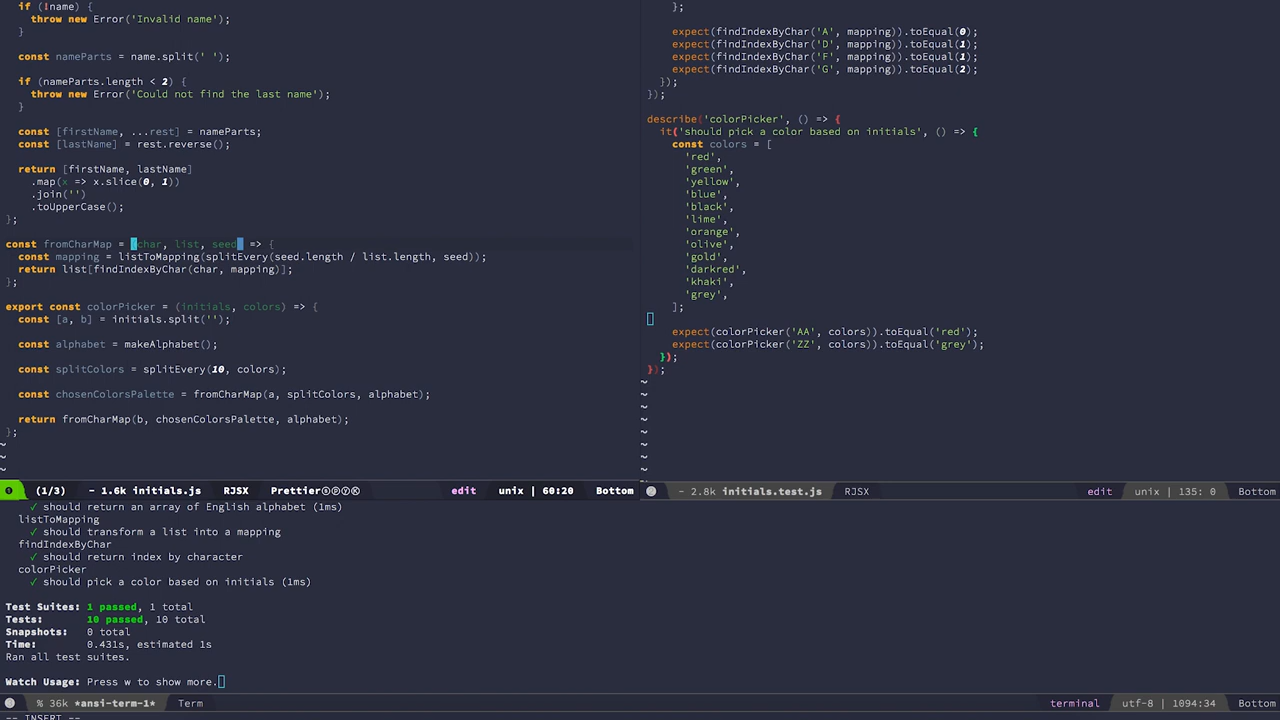 if (!name) {
    throw new Error('Invalid name');
  }

  const nameParts = name.split(' ');

  if (nameParts.length < 2) {
    throw new Error('Could not find the last name');
  }

  const [firstName, ...rest] = nameParts;
  const [lastName] = rest.reverse();

  return [firstName, lastName]
    .map(x => x.slice(0, 1))
    .join('')
    .toUpperCase();
};

const fromCharMap = (char, list, seed) => {
  const mapping = listToMapping(splitEvery(seed.length / list.length, seed));
  return list[findIndexByChar(char, mapping)];
};

export const colorPicker = (initials, colors) => {
  const [a, b] = initials.split('');

  const alphabet = makeAlphabet();

  const splitColors = splitEvery(10, colors);

  const chosenColorsPalette = fromCharMap(a, splitColors, alphabet);

  return fromCharMap(b, chosenColorsPalette, alphabet);
};
~
~
~
(1/3) - 1.6k initials.js RJSX PrettierⓈⓟⓎⓀ edit unix | 60:20 Bottom
    };

    expect(findIndexByChar('A', mapping)).toEqual(0);
    expect(findIndexByChar('D', mapping)).toEqual(1);
    expect(findIndexByChar('F', mapping)).toEqual(1);
    expect(findIndexByChar('G', mapping)).toEqual(2);
  });
});

describe('colorPicker', () => {
  it('should pick a color based on initials', () => {
    const colors = [
      'red',
      'green',
      'yellow',
      'blue',
      'black',
      'lime',
      'orange',
      'olive',
      'gold',
      'darkred',
      'khaki',
      'grey',
    ];

    expect(colorPicker('AA', colors)).toEqual('red');
    expect(colorPicker('ZZ', colors)).toEqual('grey');
  });
});
~
~
~
~
~
~
~
~
- 2.8k initials.test.js RJSX edit unix | 135: 0 Bottom
    ✓ should return an array of English alphabet (1ms)
  listToMapping
    ✓ should transform a list into a mapping
  findIndexByChar
    ✓ should return index by character
  colorPicker
    ✓ should pick a color based on initials (1ms)

Test Suites: 1 passed, 1 total
Tests: 10 passed, 10 total
Snapshots: 0 total
Time: 0.431s, estimated 1s
Ran all test suites.

Watch Usage: Press w to show more.
% 36k *ansi-term-1* Term terminal utf-8 | 1094:34 Bottom
-- INSERT --